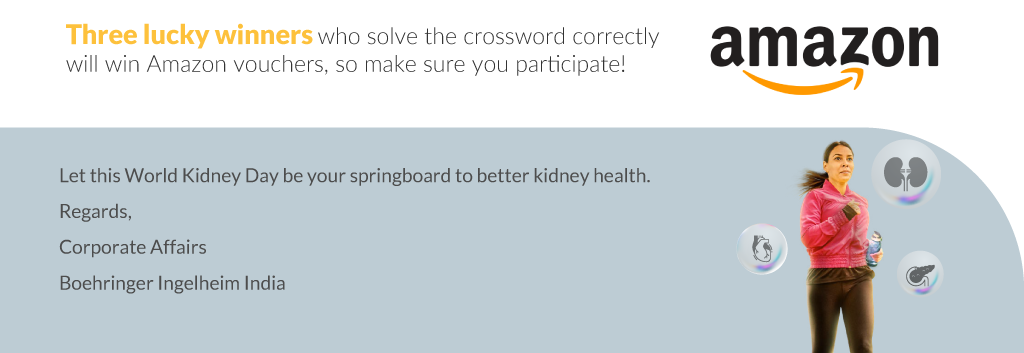 Three lucky winners who solve the crossword correctly
will win Amazon vouchers, so make sure you participate!
amazon
Let this World Kidney Day be your springboard to better kidney health.
Regards,
Corporate Affairs
Boehringer Ingelheim India